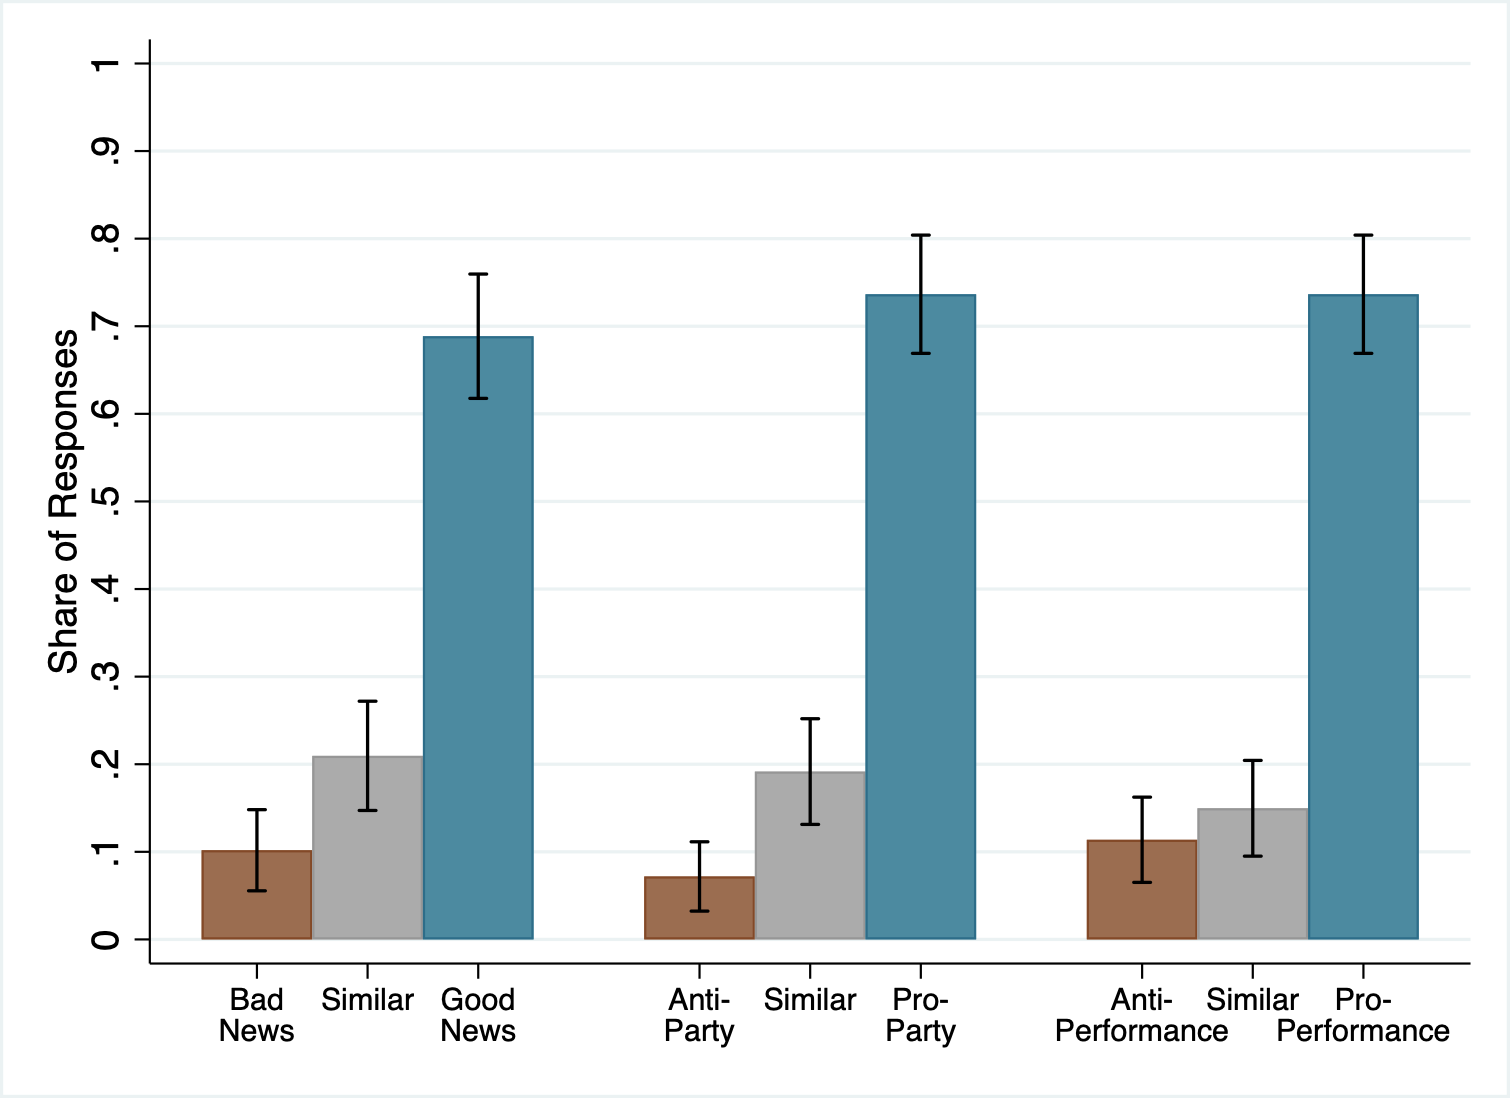 Share of Responses
1
.9
.8
.7
.6
.5
.4
.3
.2
.1
0
Bad News
Similar
Good News
Anti-Party
Similar
Pro-Party
Anti-Performance
Similar
Pro-Performance